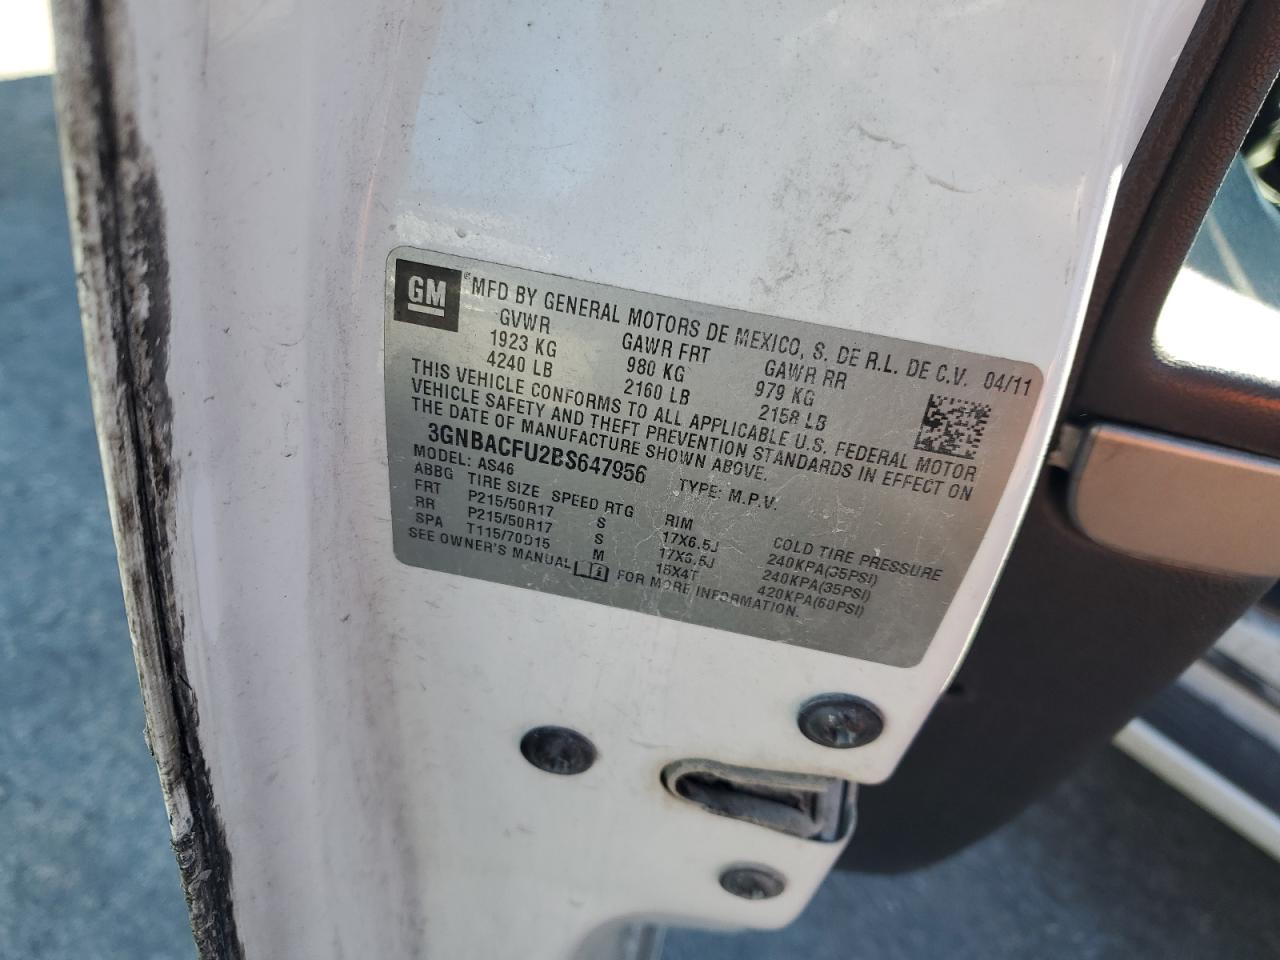 GM ® MFD BY GENERAL MOTORS DE MEXICO, S. DE R.L. DE C.V. 04/11
GVWR GAWR FRT GAWR RR
1923 KG 980 KG 979 KG
4240 LB 2160 LB 2158 LB
THIS VEHICLE CONFORMS TO ALL APPLICABLE U.S. FEDERAL MOTOR
VEHICLE SAFETY AND THEFT PREVENTION STANDARDS IN EFFECT ON
THE DATE OF MANUFACTURE SHOWN ABOVE.
3GNBACFU2BS647956 TYPE: M.P.V.
MODEL: AS46
ABBG TIRE SIZE SPEED RTG RIM COLD TIRE PRESSURE
FRT P215/50R17 S 17X6.5J 240KPA(35PSI)
RR P215/50R17 S 17X6.5J 240KPA(35PSI)
SPA T115/70D15 M 15X4T 420KPA(60PSI)
SEE OWNER'S MANUAL FOR MORE INFORMATION.